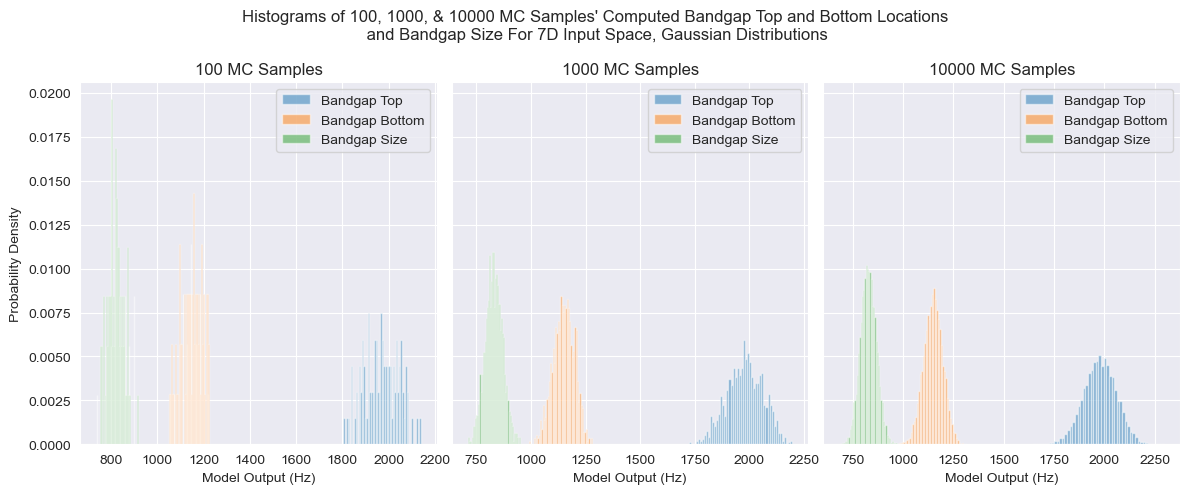 Histograms of 100, 1000, & 10000 MC Samples' Computed Bandgap Top and Bottom Locations
and Bandgap Size For 7D Input Space, Gaussian Distributions
100 MC Samples
1000 MC Samples
10000 MC Samples
Bandgap Top
Bandgap Bottom
Bandgap Size
Bandgap Top
Bandgap Bottom
Bandgap Size
Bandgap Top
Bandgap Bottom
Bandgap Size
Probability Density
0.0200
0.0175
0.0150
0.0125
0.0100
0.0075
0.0050
0.0025
0.0000
800 1000 1200 1400 1600 1800 2000 2200
750 1000 1250 1500 1750 2000 2250
750 1000 1250 1500 1750 2000 2250
Model Output (Hz)
Model Output (Hz)
Model Output (Hz)